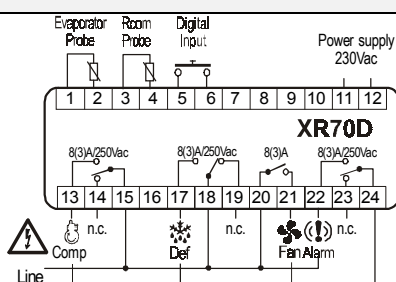 Evaporator Room Digital
Probe Probe Input
Power supply
230Vac
1 2 3 4 5 6 7 8 9 10 11 12
XR70D
8(3)A/250Vac 8(3)A/250Vac 8(3)A 8(3)A/250Vac
13 14 15 16 17 18 19 20 21 22 23 24
n.c. n.c. n.c.
Comp Def Fan Alarm
Line